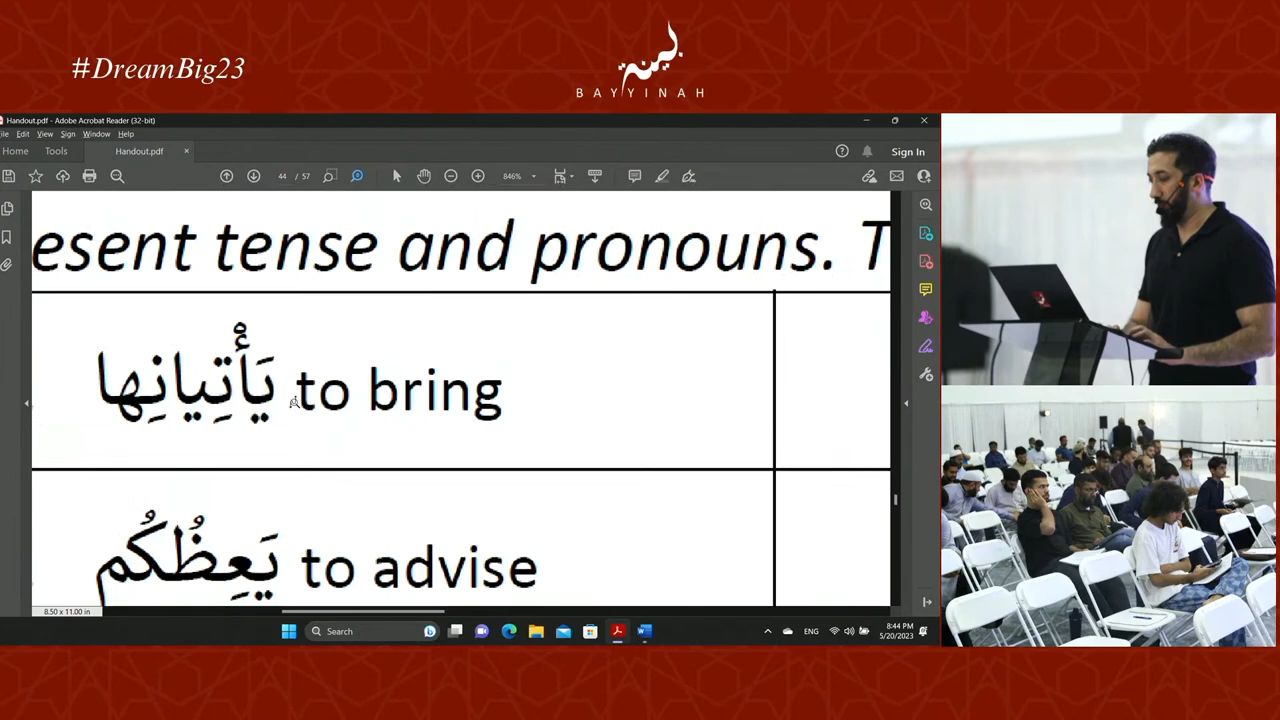 #DreamBig23
BAYYINAH
Handout.pdf - Adobe Acrobat Reader (32-bit)
ile Edit View Sign Window Help
Home Tools Handout.pdf × Sign In
44 / 57 846%
esent tense and pronouns. T
يَأْتِيانِها to bring
يَعِظُكُم to advise
8.50 x 11.00 in
Search
ENG
8:44 PM
5/20/2023